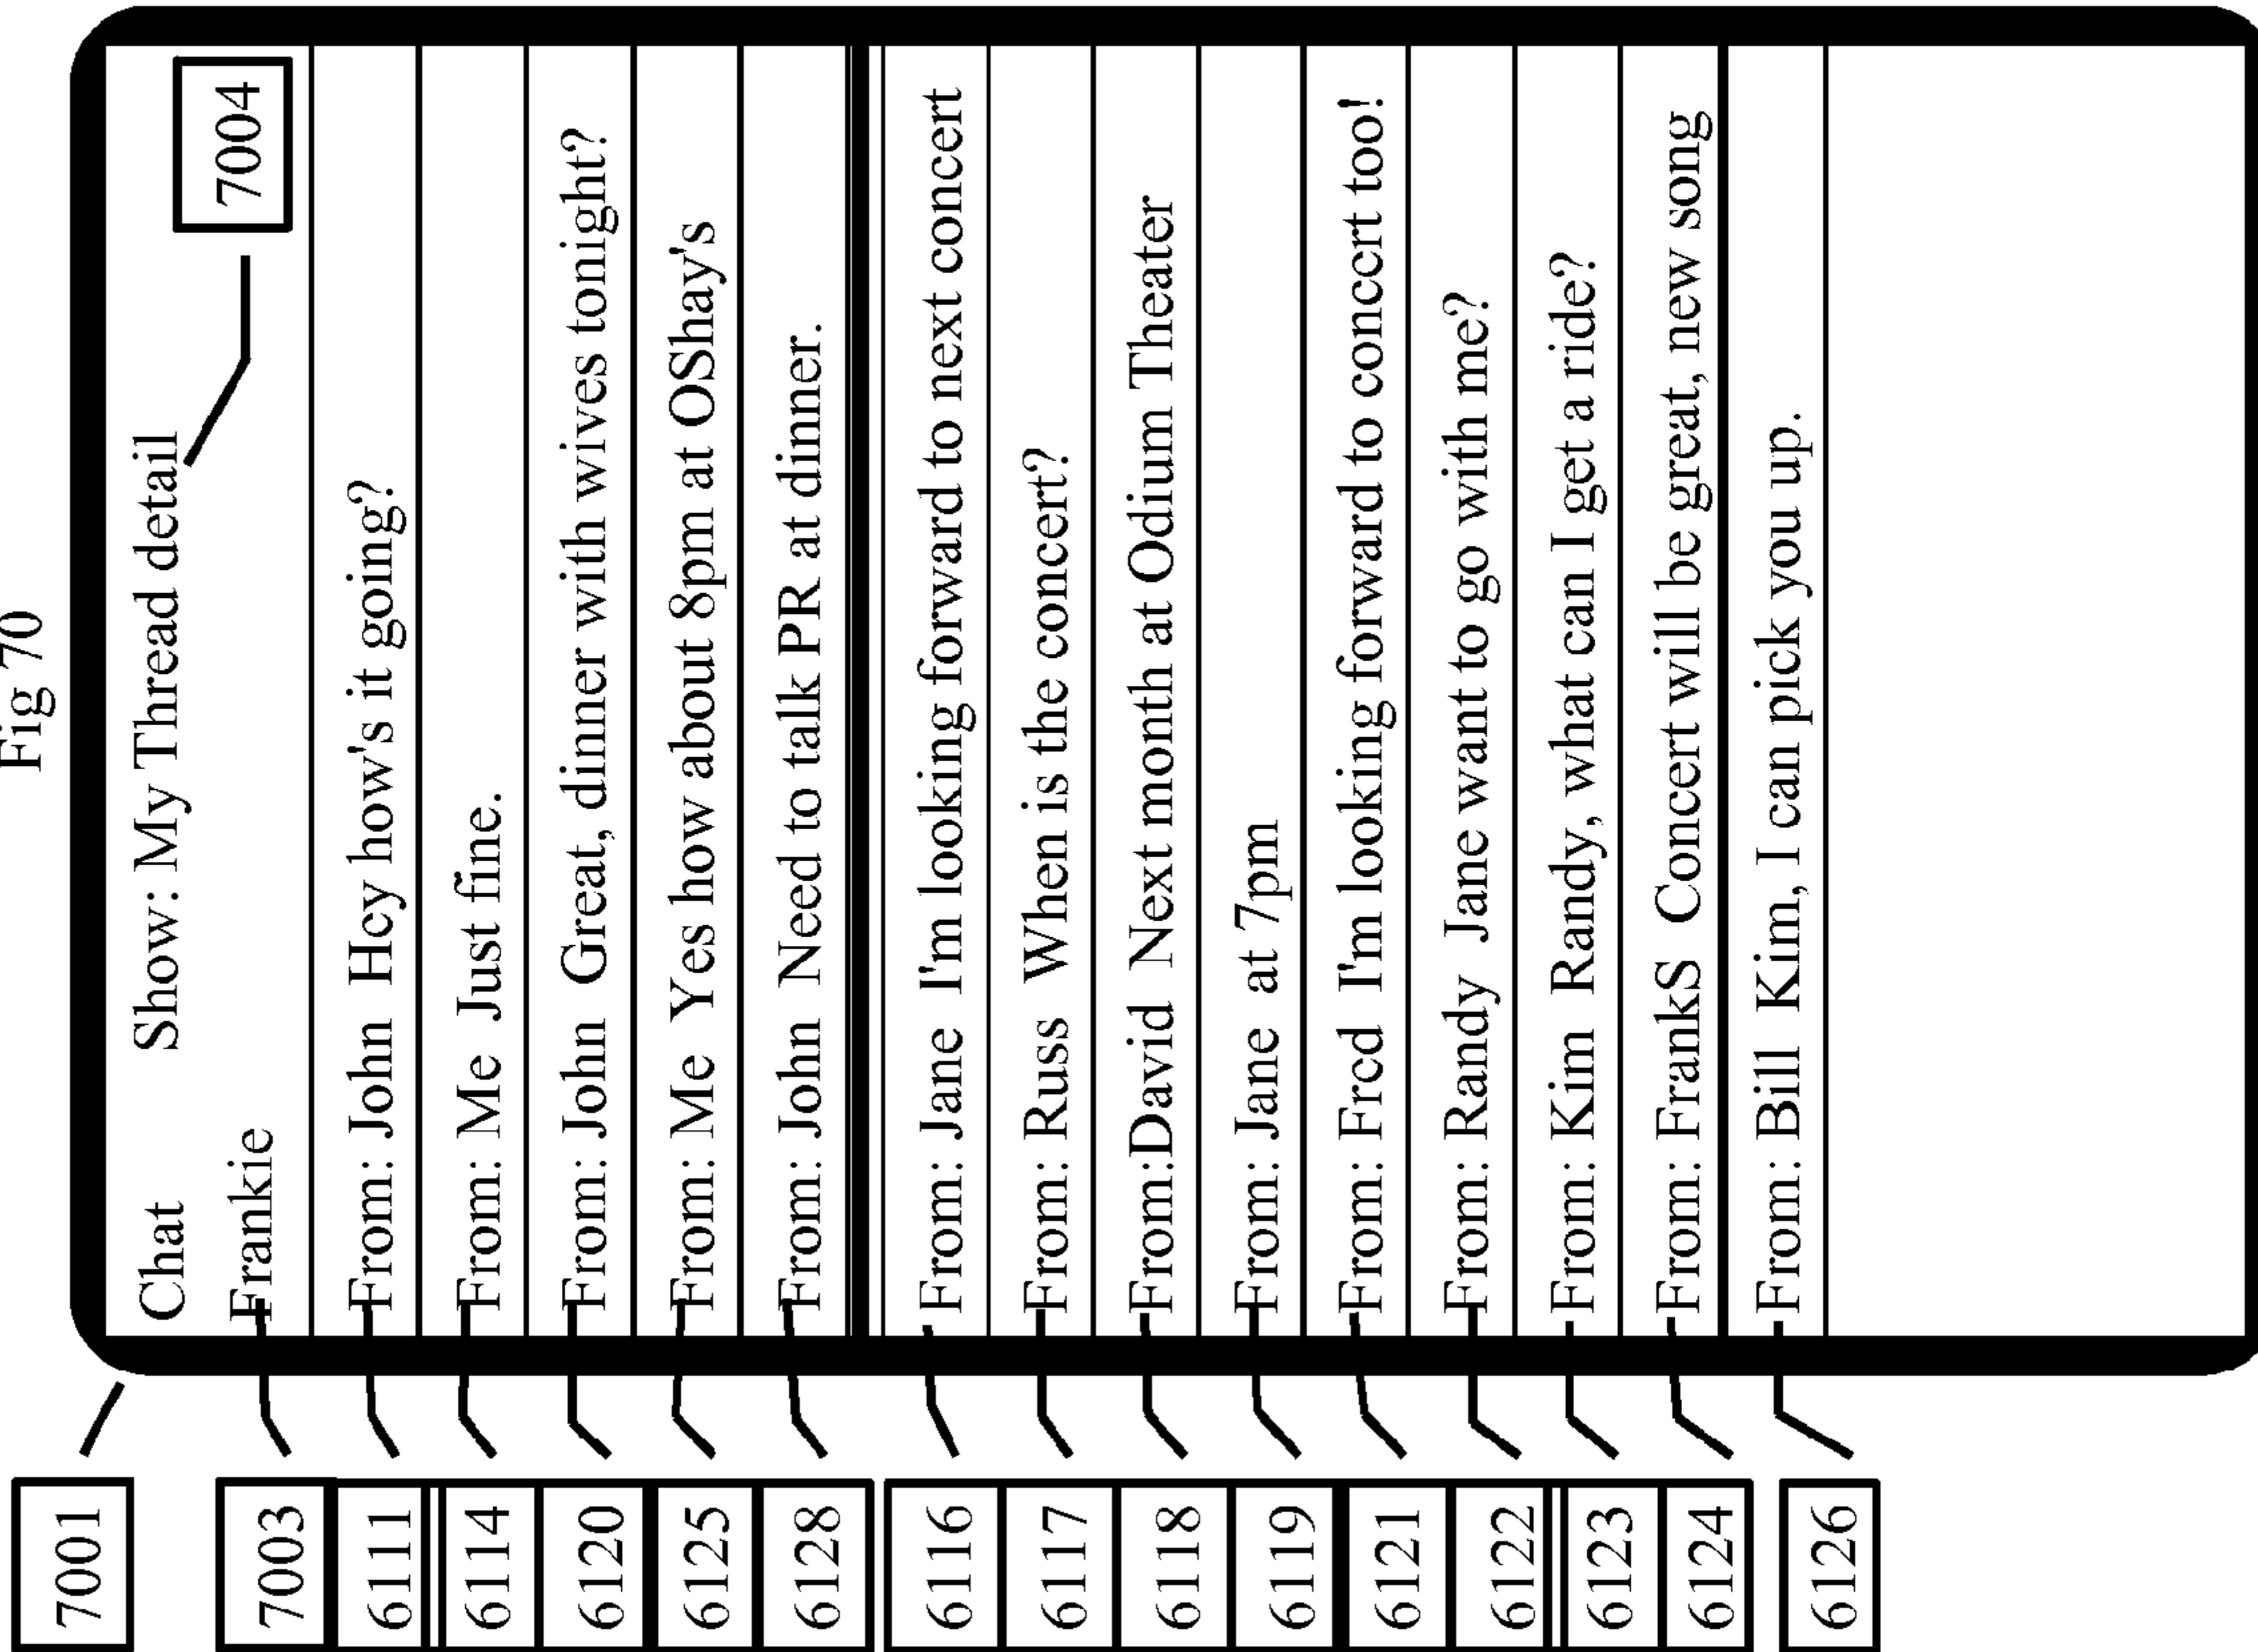 Fig 70
7001
Chat Show: My Thread detail
7003 Frankie 7004
6111 From: John Hey how's it going?
6114 From: Me Just fine.
6120 From: John Great, dinner with wives tonight?
6125 From: Me Yes how about 8pm at OShay's
6128 From: John Need to talk PR at dinner.
6116 From: Jane I'm looking forward to next concert
6117 From: Russ When is the concert?
6118 From:David Next month at Odium Theater
6119 From: Jane at 7pm
6121 From: Fred I'm looking forward to concert too!
6122 From: Randy Jane want to go with me?
6123 From: Kim Randy, what can I get a ride?
6124 From: FrankS Concert will be great, new song
6126 From: Bill Kim, I can pick you up.